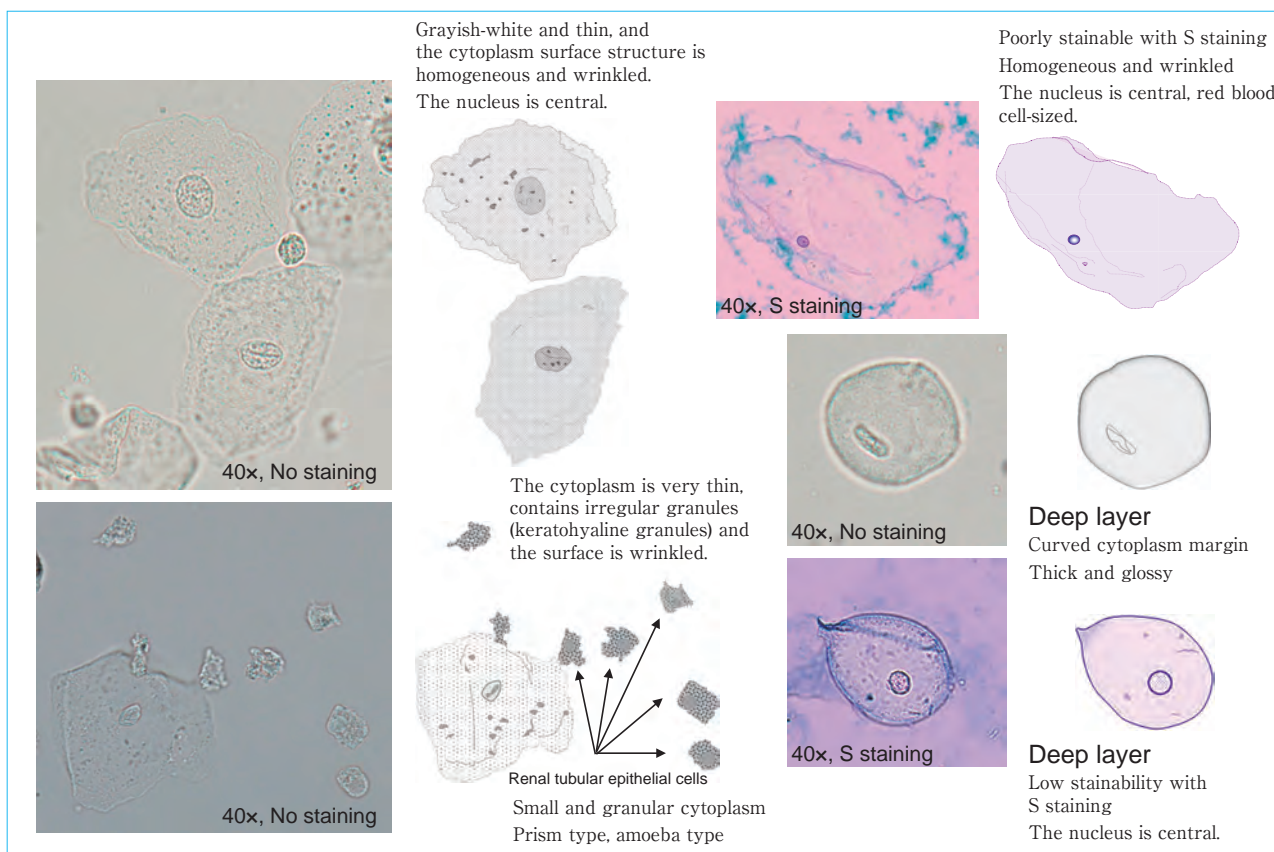 Grayish-white and thin, and
the cytoplasm surface structure is
homogeneous and wrinkled.
The nucleus is central.
40×, No staining
Poorly stainable with S staining
Homogeneous and wrinkled
The nucleus is central, red blood
cell-sized.
40×, S staining
40×, No staining
Deep layer
Curved cytoplasm margin
Thick and glossy
The cytoplasm is very thin,
contains irregular granules
(keratohyaline granules) and
the surface is wrinkled.
40×, No staining
Renal tubular epithelial cells
Small and granular cytoplasm
Prism type, amoeba type
40×, S staining
Deep layer
Low stainability with
S staining
The nucleus is central.